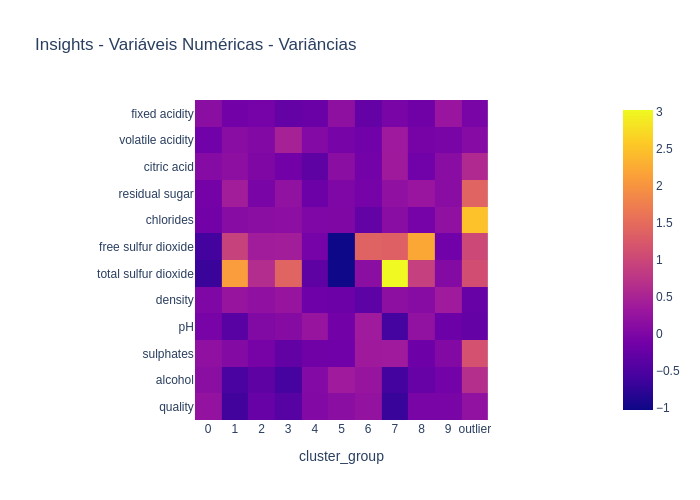 Insights - Variáveis Numéricas - Variâncias
fixed acidity
volatile acidity
citric acid
residual sugar
chlorides
free sulfur dioxide
total sulfur dioxide
density
pH
sulphates
alcohol
quality
0 1 2 3 4 5 6 7 8 9 outlier
cluster_group
3
2.5
2
1.5
1
0.5
0
−0.5
−1